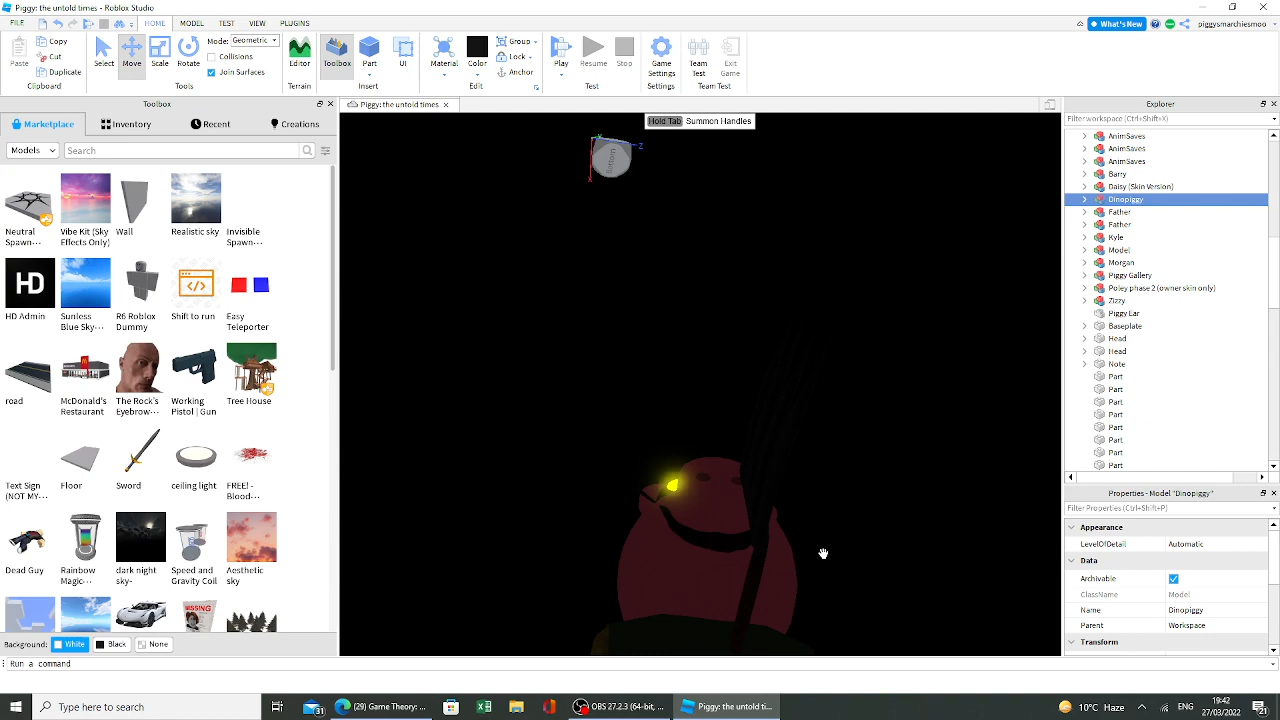 Piggy: the untold times - Roblox Studio
FILE HOME MODEL TEST VIEW PLUGINS
What's New piggysmarchiesmoo
Paste Copy Cut Duplicate Clipboard
Select Move Scale Rotate Tools
Mode: Geometric Collisions Join Surfaces
Editor Terrain
Toolbox Part UI Insert
Material Color Group Lock Anchor Edit
Play Resume Stop Test
Game Settings Settings
Team Test Exit Game Team Test
Toolbox
Marketplace Inventory Recent Creations
Models Search
Neutral Spawn...
Vibe Kit (Sky Effects Only)
Wall
Realistic sky
Invisible Spawn...
HD
HD Admin
Sunless Blue Sky...
R6 Roblox Dummy
Shift to run
Easy Teleporter
road
McDonald's Restaurant
The Rock's Eyebrow...
Working Pistol | Gun
Tree House
Text Sign (NOT MY...
Floor
Sword
ceiling light
FREE! - Blood...
Dead Guy
Rainbow Magic...
dark night sky-
Speed and Gravity Coil
Aesthetic sky
MISSING
Background: White Black None
Run a command
Piggy: the untold times
Hold Tab Summon Handles
Bottom
Z
X
Explorer
Filter workspace (Ctrl+Shift+X)
AnimSaves
AnimSaves
AnimSaves
Barry
Daisy (Skin Version)
Dinopiggy
Father
Father
Kyle
Model
Morgan
Piggy Gallery
Poley phase 2 (owner skin only)
Zizzy
Piggy Ear
Baseplate
Head
Head
Note
Part
Part
Part
Part
Part
Part
Part
Part
Properties - Model "Dinopiggy"
Filter Properties (Ctrl+Shift+P)
Appearance
LevelOfDetail Automatic
Data
Archivable
ClassName Model
Name Dinopiggy
Parent Workspace
Transform
Type here to search
31
(29) Game Theory: ...
OBS 27.2.3 (64-bit, ...
Piggy: the untold ti...
10°C Haze
ENG
19:42
27/03/2022